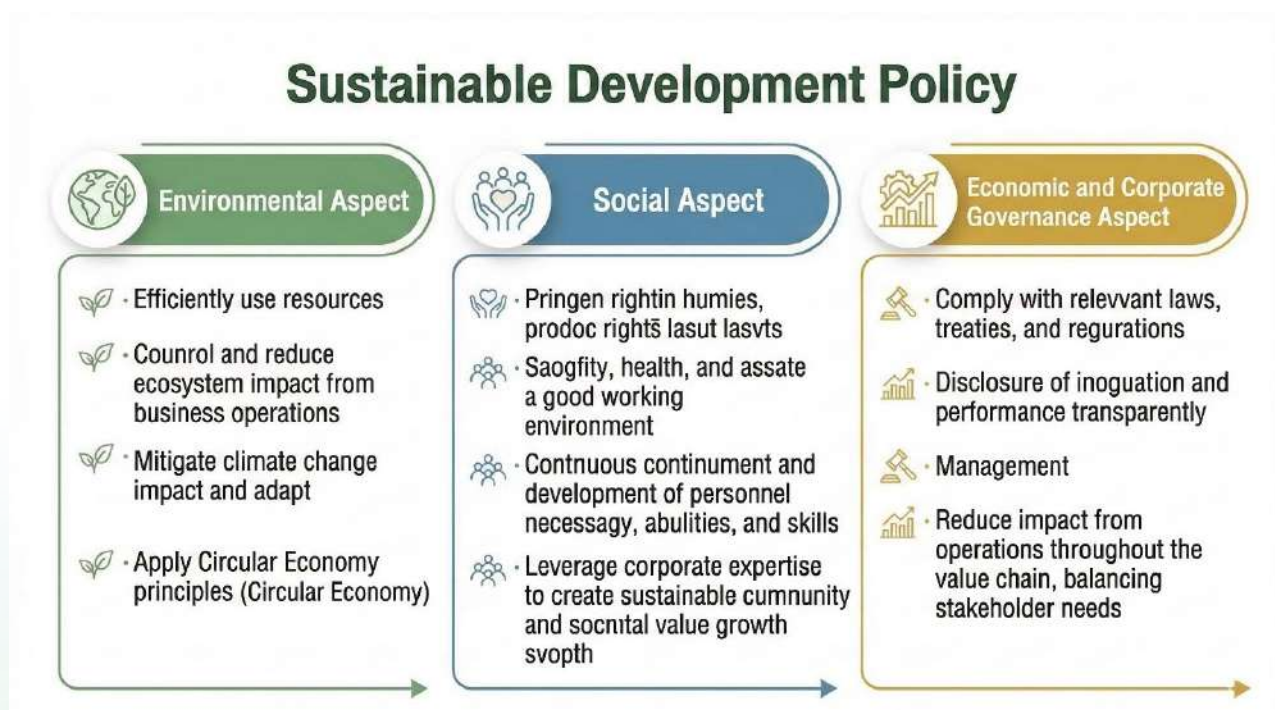 Sustainable Development Policy
Environmental Aspect
· Efficiently use resources
· Counrol and reduce
ecosystem impact from
business operations
· Mitigate climate change
impact and adapt
· Apply Circular Economy
principles (Circular Economy)
Social Aspect
· Pringen rightin humies,
prodoc rights̄ lasut lasvts
· Saogfity, health, and assate
a good working
environment
· Contnuous continument and
development of personnel
necessagy, abulities, and skills
· Leverage corporate expertise
to create sustainable cumnunity
and socntal value growth
svopth
Economic and Corporate
Governance Aspect
· Comply with relevvant laws,
treaties, and regurations
· Disclosure of inoguation and
performance transparently
· Management
· Reduce impact from
operations throughout the
value chain, balancing
stakeholder needs